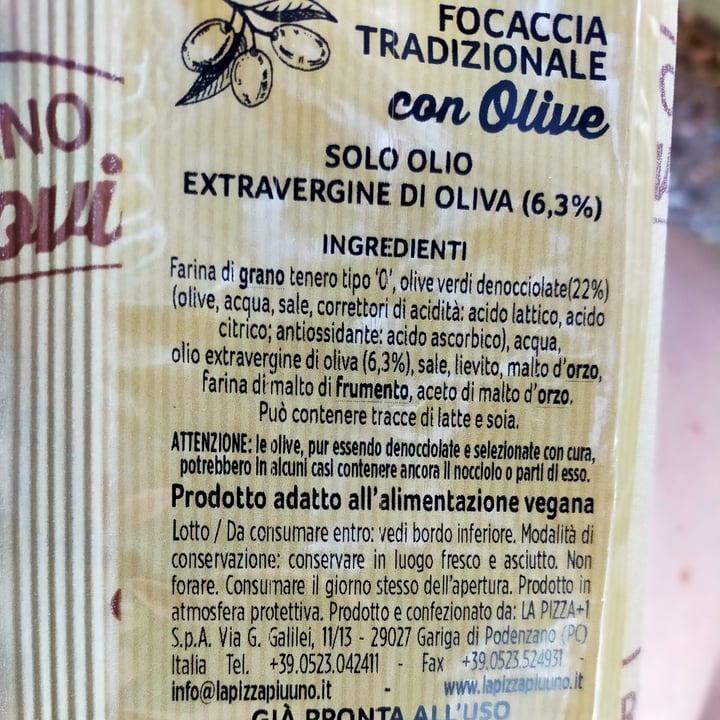 FOCACCIA
TRADIZIONALE
con Olive
SOLO OLIO
EXTRAVERGINE DI OLIVA (6,3%)
INGREDIENTI
Farina di grano tenero tipo '0', olive verdi denocciolate(22%)
(olive, acqua, sale, correttori di acidità: acido lattico, acido
citrico; antiossidante: acido ascorbico), acqua,
olio extravergine di oliva (6,3%), sale, lievito, malto d'orzo,
Farina di malto di frumento, aceto di malto d'orzo.
Può contenere tracce di latte e soia.
ATTENZIONE: le olive, pur essendo denocciolate e selezionate con cura,
potrebbero in alcuni casi contenere ancora il nocciolo o parti di esso.
Prodotto adatto all'alimentazione vegana
Lotto / Da consumare entro: vedi bordo inferiore. Modalità di
conservazione: conservare in luogo fresco e asciutto. Non
forare. Consumare il giorno stesso dell'apertura. Prodotto in
atmosfera protettiva. Prodotto e confezionato da: LA PIZZA+1
S.p.A. Via G. Galilei, 11/13 - 29027 Gariga di Podenzano (PC)
Italia Tel. +39.0523.042411 - Fax +39.0523.524931 -
info@lapizzapiuuno.it - www.lapizzapiuuno.it
GIÀ PRONTA ALL'USO